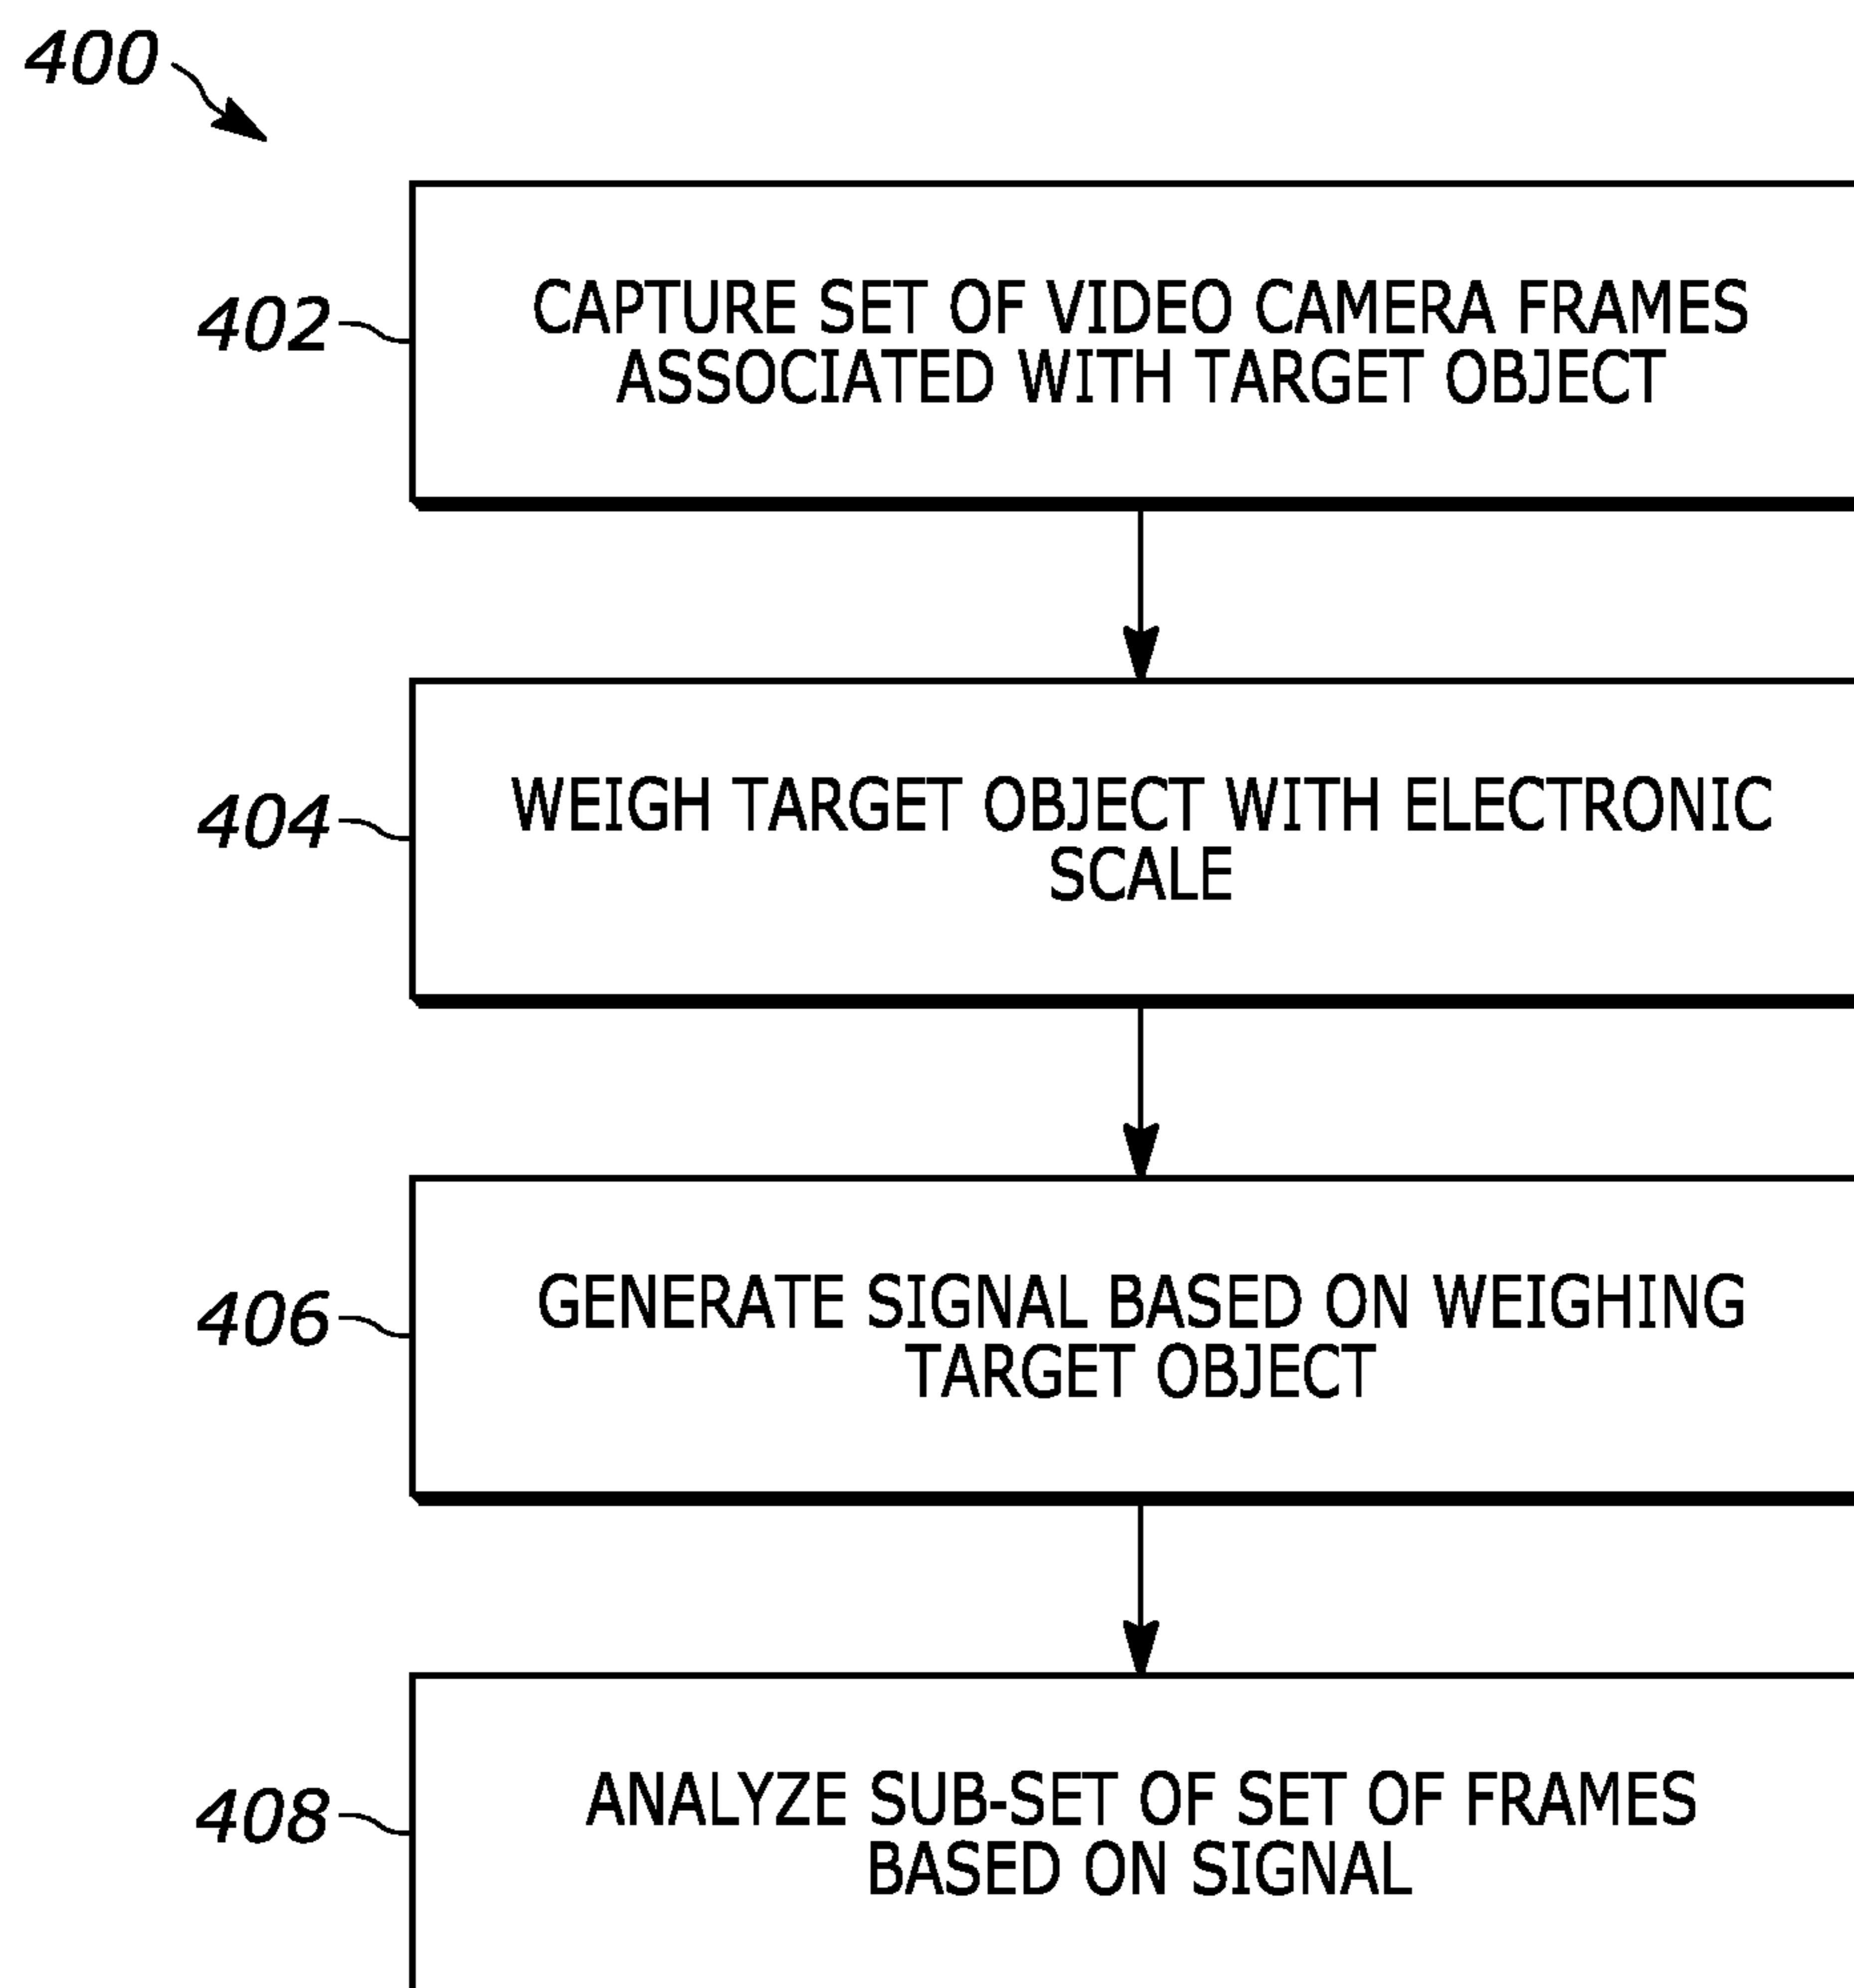 400
402
CAPTURE SET OF VIDEO CAMERA FRAMES
ASSOCIATED WITH TARGET OBJECT
404
WEIGH TARGET OBJECT WITH ELECTRONIC
SCALE
406
GENERATE SIGNAL BASED ON WEIGHING
TARGET OBJECT
408
ANALYZE SUB-SET OF SET OF FRAMES
BASED ON SIGNAL